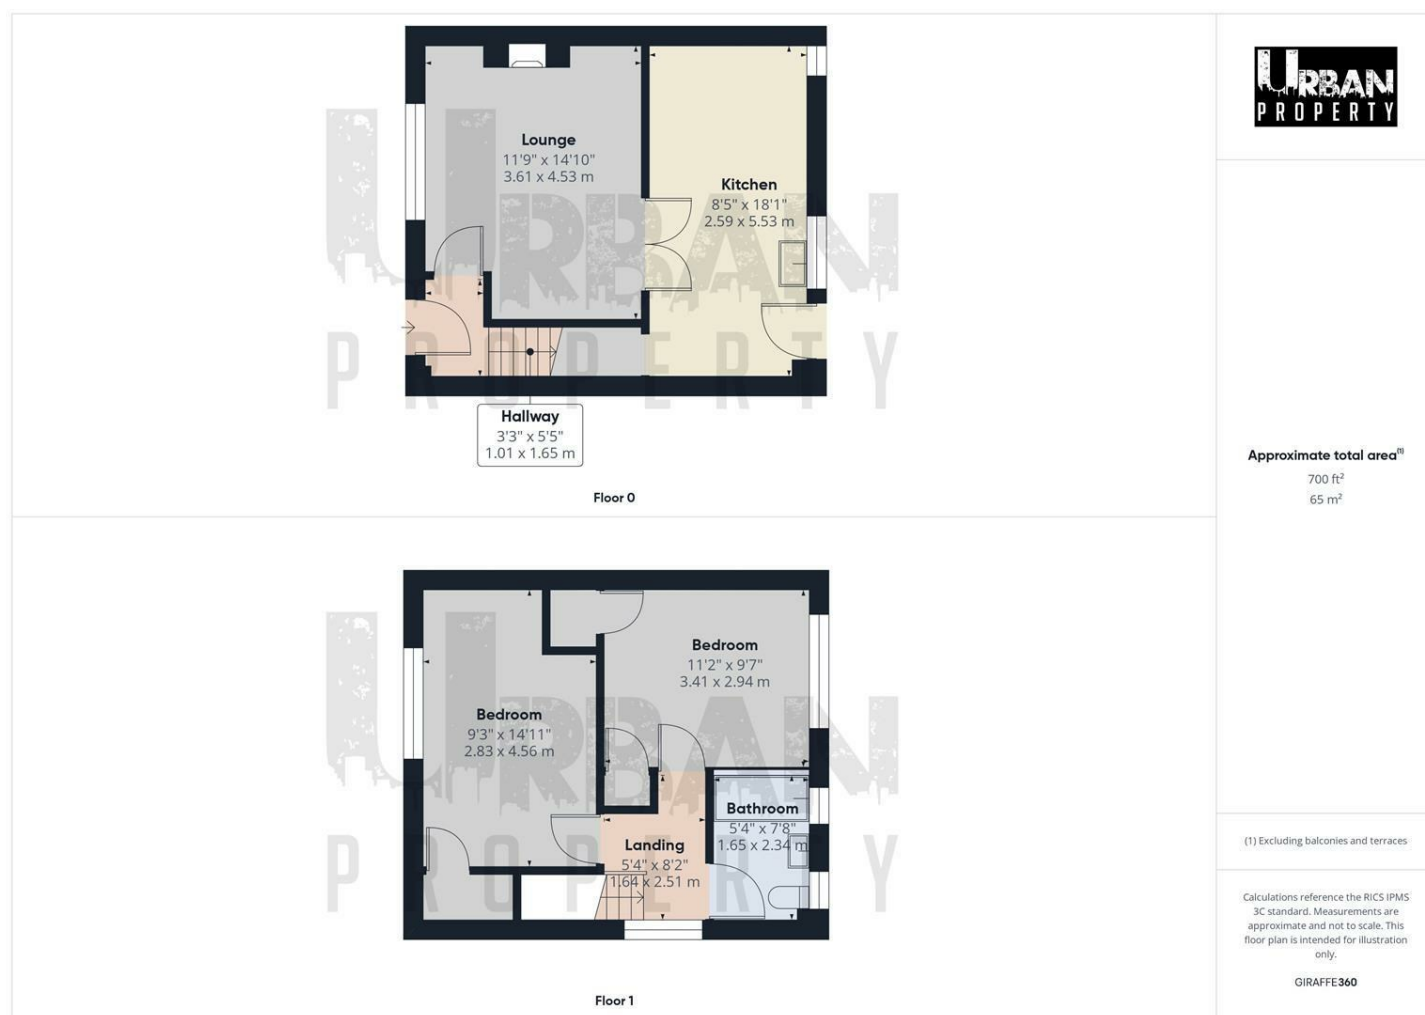 Lounge
11'9" x 14'10"
3.61 x 4.53 m
Kitchen
8'5" x 18'1"
2.59 x 5.53 m
Hallway
3'3" x 5'5"
1.01 x 1.65 m
Floor 0
URBAN
PROPERTY
Bedroom
11'2" x 9'7"
3.41 x 2.94 m
Bedroom
9'3" x 14'11"
2.83 x 4.56 m
Bathroom
5'4" x 7'8"
1.65 x 2.34 m
Landing
5'4" x 8'2"
1.64 x 2.51 m
Floor 1
URBAN
PROPERTY
URBAN
PROPERTY
Approximate total area(1)
700 ft²
65 m²
(1) Excluding balconies and terraces
Calculations reference the RICS IPMS
3C standard. Measurements are
approximate and not to scale. This
floor plan is intended for illustration
only.
GIRAFFE360